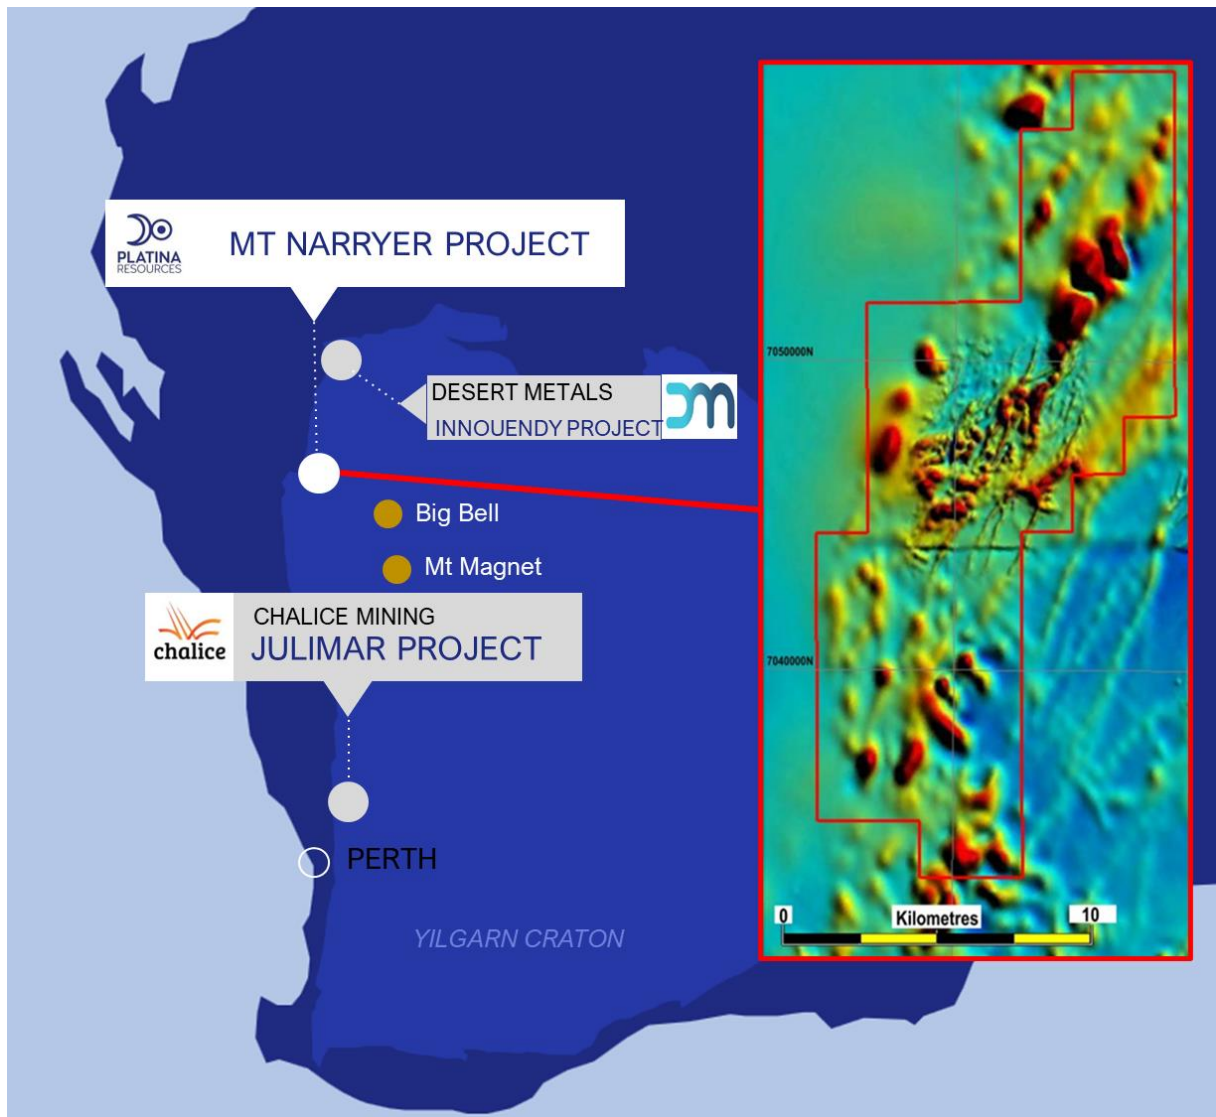 PLATINA
RESOURCES
MT NARRYER PROJECT
DESERT METALS
INNOUENDY PROJECT
Big Bell
Mt Magnet
chalice
CHALICE MINING
JULIMAR PROJECT
PERTH
YILGARN CRATON
7050000N
7040000N
0
Kilometres
10